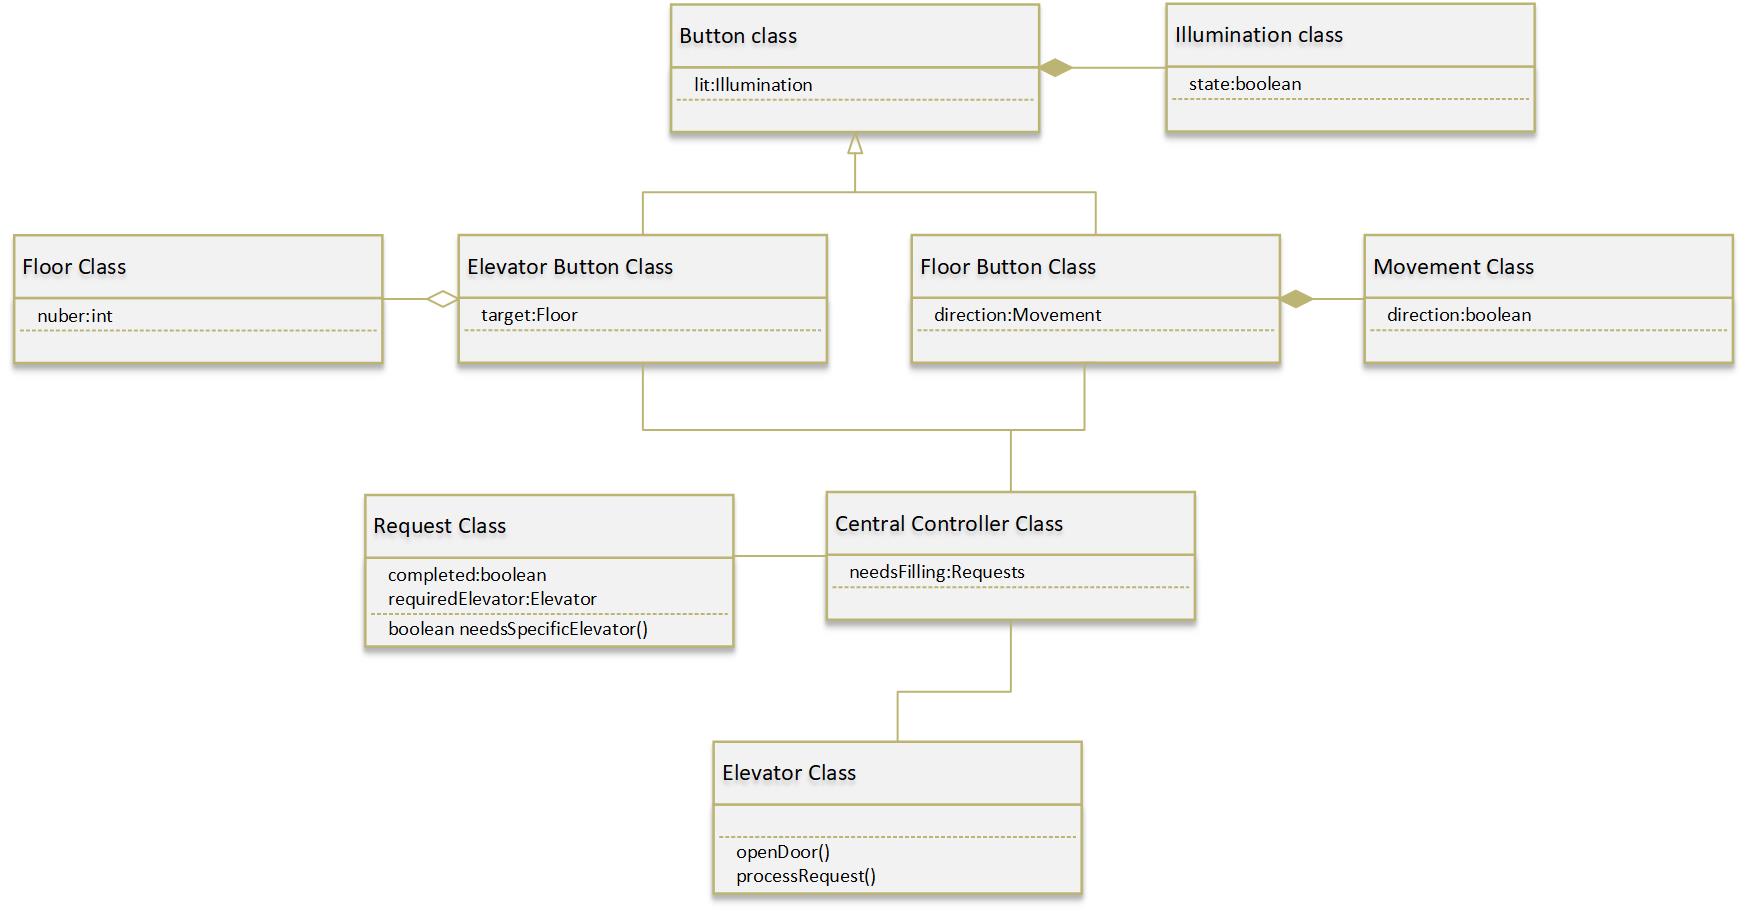 Button class
lit:Illumination
Illumination class
state:boolean
Floor Class
nuber:int
Elevator Button Class
target:Floor
Floor Button Class
direction:Movement
Movement Class
direction:boolean
Request Class
completed:boolean
requiredElevator:Elevator
boolean needsSpecificElevator()
Central Controller Class
needsFilling:Requests
Elevator Class
openDoor()
processRequest()